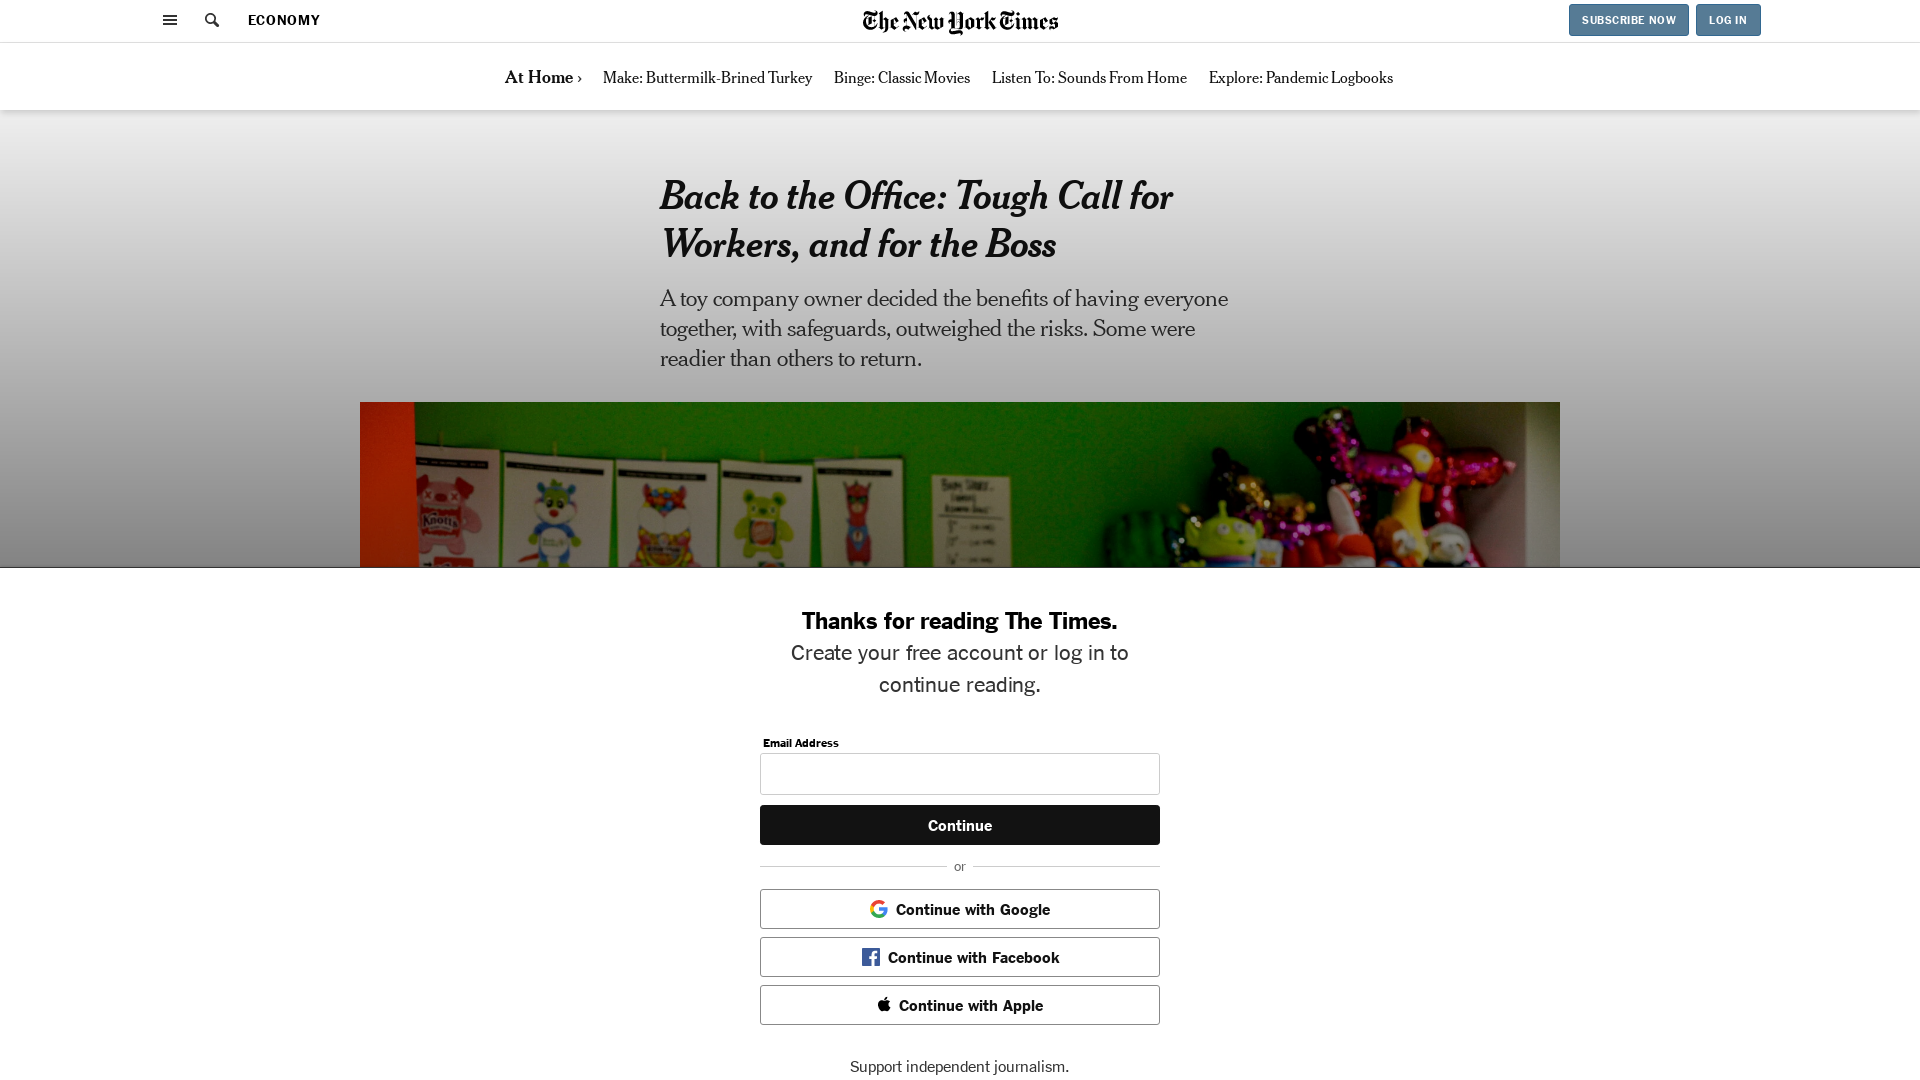 ECONOMY
The New York Times
SUBSCRIBE NOW
LOG IN
At Home ›
Make: Buttermilk-Brined Turkey
Binge: Classic Movies
Listen To: Sounds From Home
Explore: Pandemic Logbooks
Back to the Office: Tough Call for
Workers, and for the Boss
A toy company owner decided the benefits of having everyone
together, with safeguards, outweighed the risks. Some were
readier than others to return.
Knott's
Thanks for reading The Times.
Create your free account or log in to
continue reading.
Email Address
Continue
or
Continue with Google
Continue with Facebook
Continue with Apple
Support independent journalism.